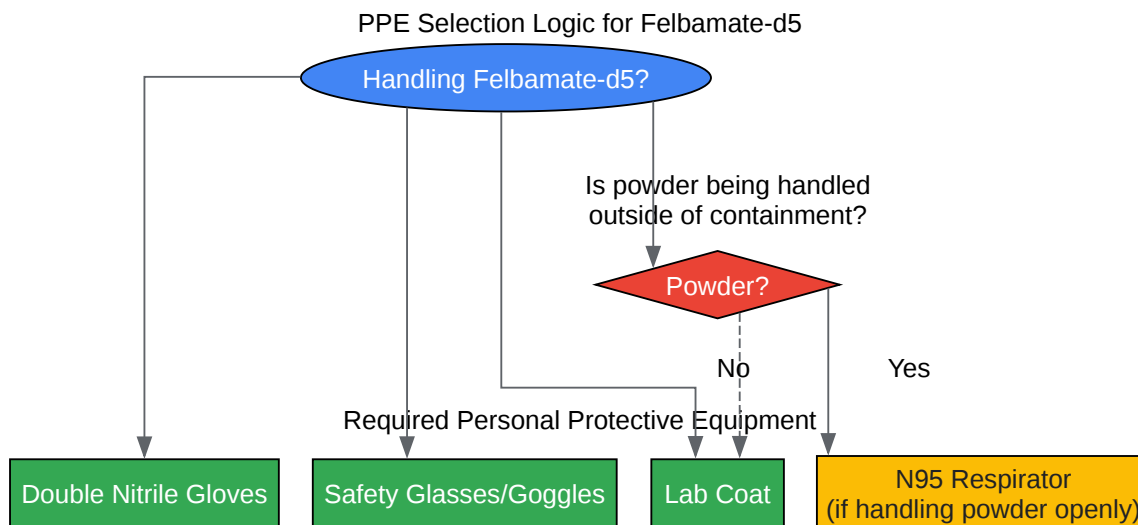 PPE Selection Logic for Felbamate-d5
Handling Felbamate-d5?
Is powder being handled
outside of containment?
Powder?
No
Yes
Required Personal Protective Equipment
Double Nitrile Gloves
Safety Glasses/Goggles
Lab Coat
N95 Respirator
(if handling powder openly)